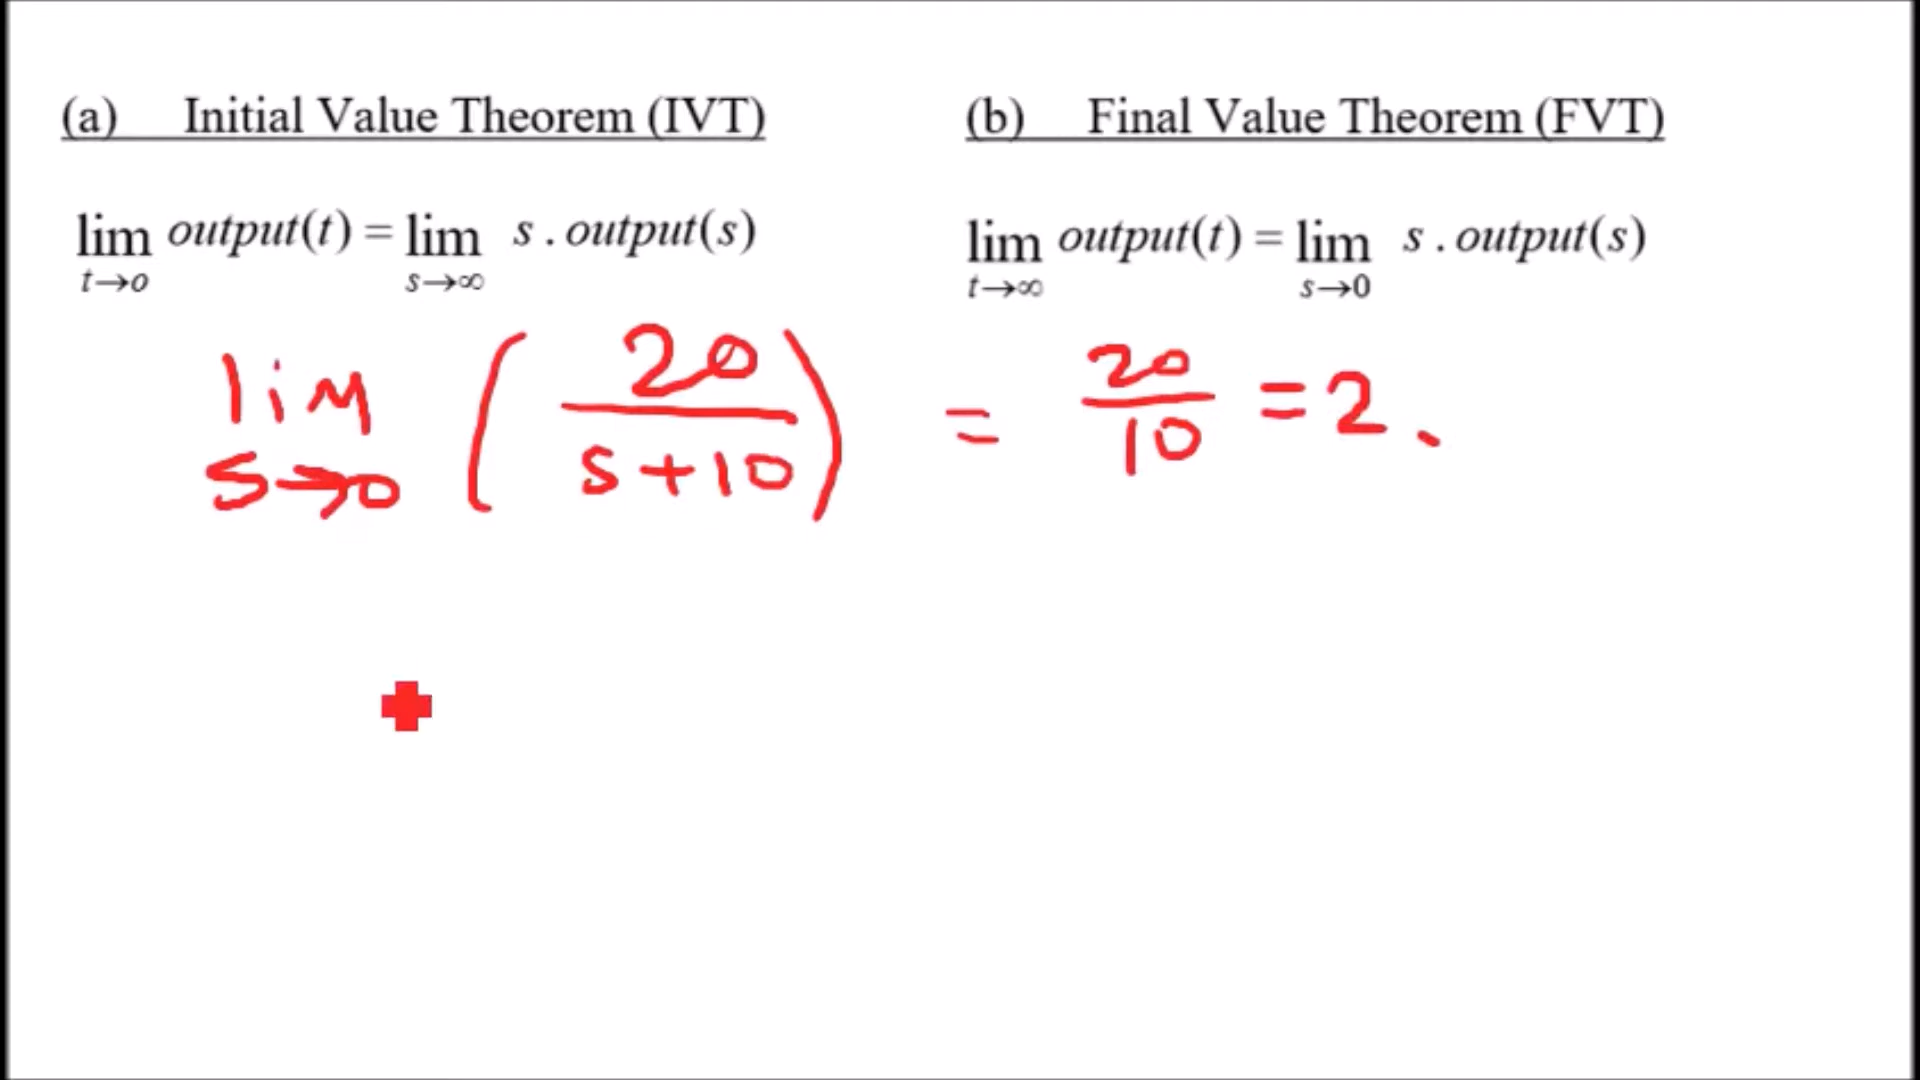 (a) Initial Value Theorem (IVT)
lim t→o output(t) = lim s→∞ s . output(s)
(b) Final Value Theorem (FVT)
lim t→∞ output(t) = lim s→0 s . output(s)
lim s→0 ( 20 / s+10 ) = 20 / 10 = 2 .